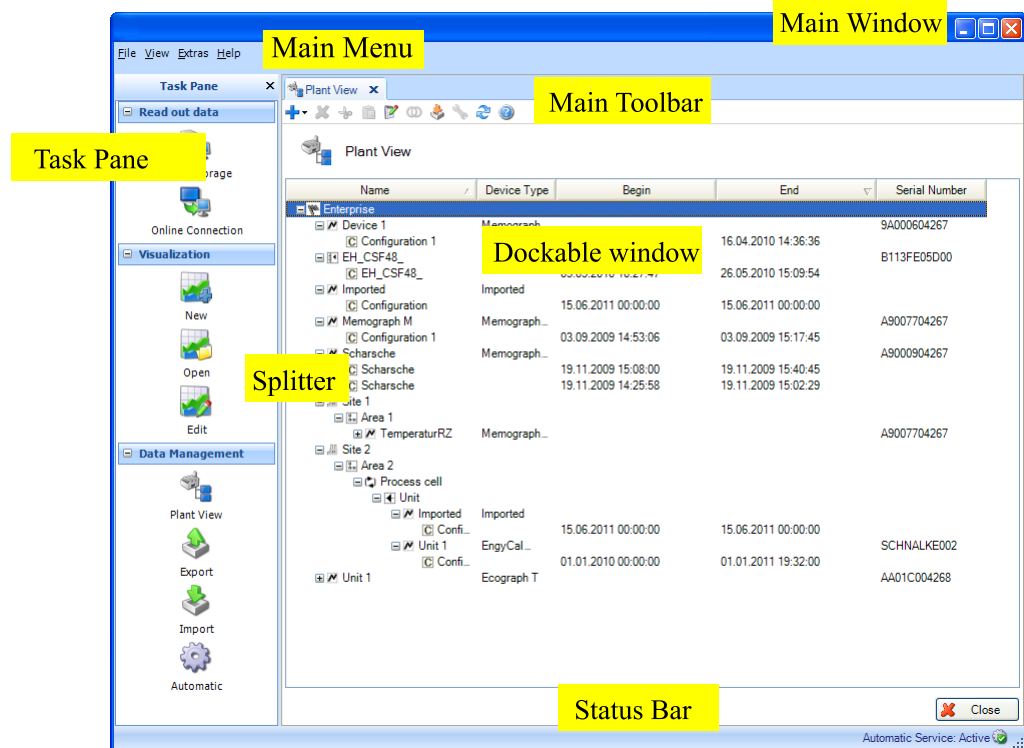 Main Window
File View Extras Help
Main Menu
Task Pane
Plant View
Read out data
Main Toolbar
Task Pane
Plant View
Online Connection
Name Device Type Begin End Serial Number
Enterprise
Device 1 9A000604267
Configuration 1 16.04.2010 14:36:36
Dockable window
EH_CSF48_ B113FE05D00
EH_CSF48_ 26.05.2010 15:09:54
Visualization
New
Open
Edit
Imported Imported
Configuration 15.06.2011 00:00:00 15.06.2011 00:00:00
Memograph M Memograph... A9007704267
Configuration 1 03.09.2009 14:53:06 03.09.2009 15:17:45
Scharsche Memograph... A9000904267
Scharsche 19.11.2009 15:08:00 19.11.2009 15:40:45
Scharsche 19.11.2009 14:25:58 19.11.2009 15:02:29
Splitter
Site 1
Area 1
TemperaturRZ Memograph... A9007704267
Site 2
Area 2
Process cell
Unit
Imported Imported
Confi... 15.06.2011 00:00:00 15.06.2011 00:00:00
Unit 1 EngyCal... SCHNALKE002
Confi... 01.01.2010 00:00:00 01.01.2011 19:32:00
Unit 1 Ecograph T AA01C004268
Data Management
Plant View
Export
Import
Automatic
Status Bar
Close
Automatic Service: Active